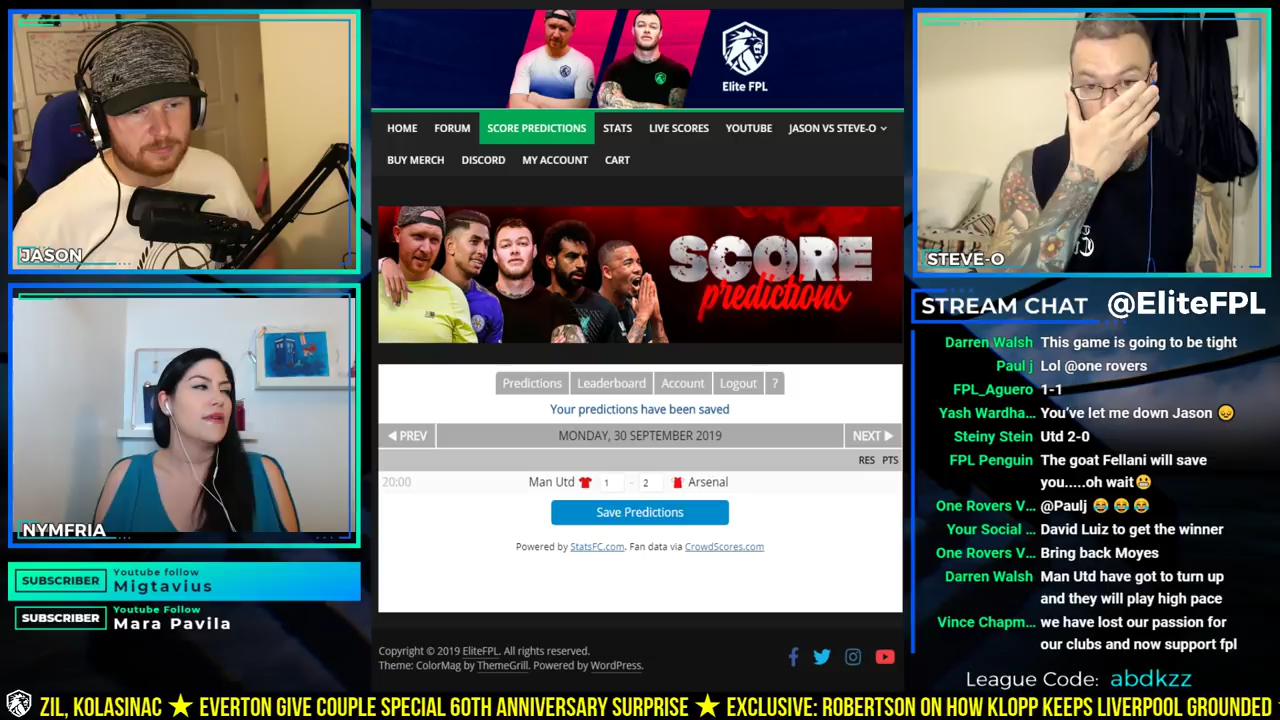 JASON
NYMFRIA
SUBSCRIBER
Youtube follow
Migtavius
SUBSCRIBER
Youtube Follow
Mara Pavila
Elite FPL
HOME FORUM SCORE PREDICTIONS STATS LIVE SCORES YOUTUBE JASON VS STEVE-O
BUY MERCH DISCORD MY ACCOUNT CART
SCORE
predictions
Predictions Leaderboard Account Logout ?
Your predictions have been saved
PREV MONDAY, 30 SEPTEMBER 2019 NEXT
RES PTS
20:00 Man Utd 1 - 2 Arsenal
Save Predictions
Powered by StatsFC.com. Fan data via CrowdScores.com
Copyright © 2019 EliteFPL. All rights reserved.
Theme: ColorMag by ThemeGrill. Powered by WordPress.
STEVE-O
STREAM CHAT @EliteFPL
Darren Walsh This game is going to be tight
Paul j Lol @one rovers
FPL_Aguero 1-1
Yash Wardha... You've let me down Jason 😞
Steiny Stein Utd 2-0
FPL Penguin The goat Fellani will save
you.....oh wait😬
One Rovers V... @Paulj 😂 😂 😂
Your Social ... David Luiz to get the winner
One Rovers V... Bring back Moyes
Darren Walsh Man Utd have got to turn up
and they will play high pace
Vince Chapm... we have lost our passion for
our clubs and now support fpl
League Code: abdkzz
ZIL, KOLASINAC ★ EVERTON GIVE COUPLE SPECIAL 60TH ANNIVERSARY SURPRISE ★ EXCLUSIVE: ROBERTSON ON HOW KLOPP KEEPS LIVERPOOL GROUNDED